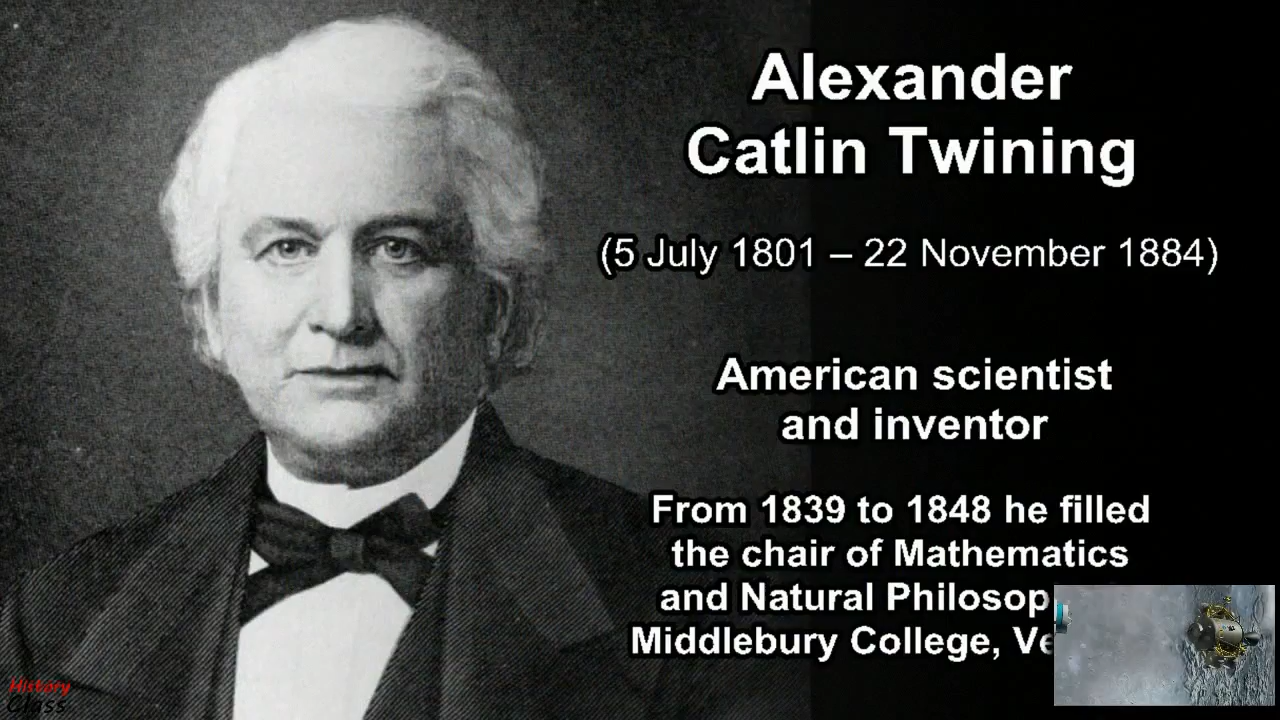 Alexander
Catlin Twining
(5 July 1801 – 22 November 1884)
American scientist
and inventor
From 1839 to 1848 he filled
the chair of Mathematics
and Natural
Middlebury College,
History
Class